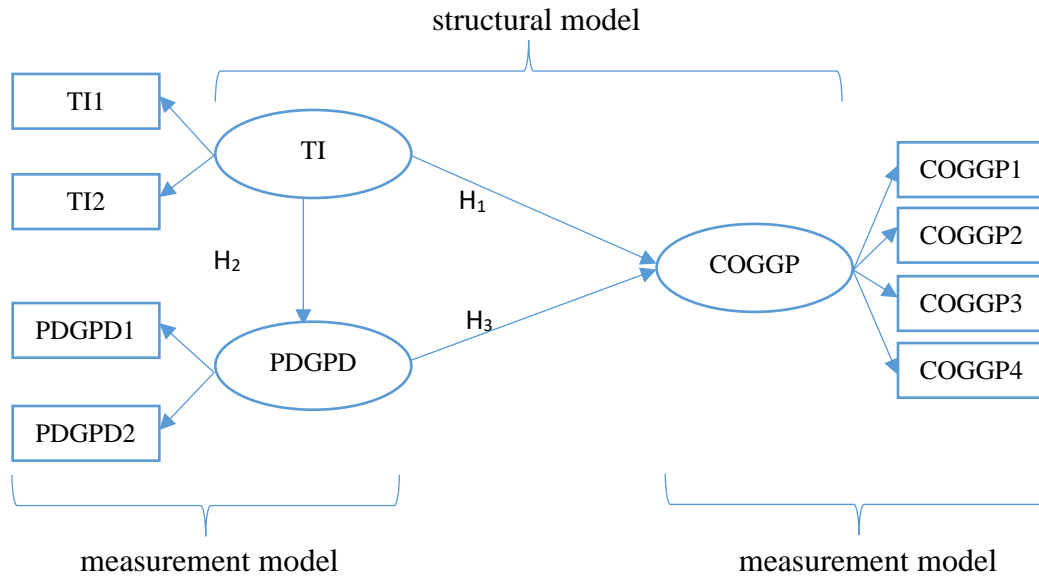 structural model
TI1
TI
TI2
H1
COGGP1
COGGP2
COGGP
COGGP3
COGGP4
H2
H3
PDGPD1
PDGPD
PDGPD2
measurement model
measurement model